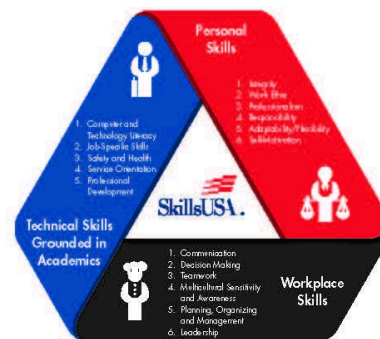 Personal
Skills
1. Integrity
2. Work Ethic
3. Professionalism
4. Responsibility
5. Adaptability/Flexibility
6. Self-Motivation
1. Computer and
Technology Literacy
2. Job-Specific Skills
3. Safety and Health
4. Service Orientation
5. Professional
Development
Technical Skills
Grounded in
Academics
SkillsUSA.
1. Communication
2. Decision Making
3. Teamwork
4. Multicultural Sensitivity
and Awareness
5. Planning, Organizing
and Management
6. Leadership
Workplace
Skills